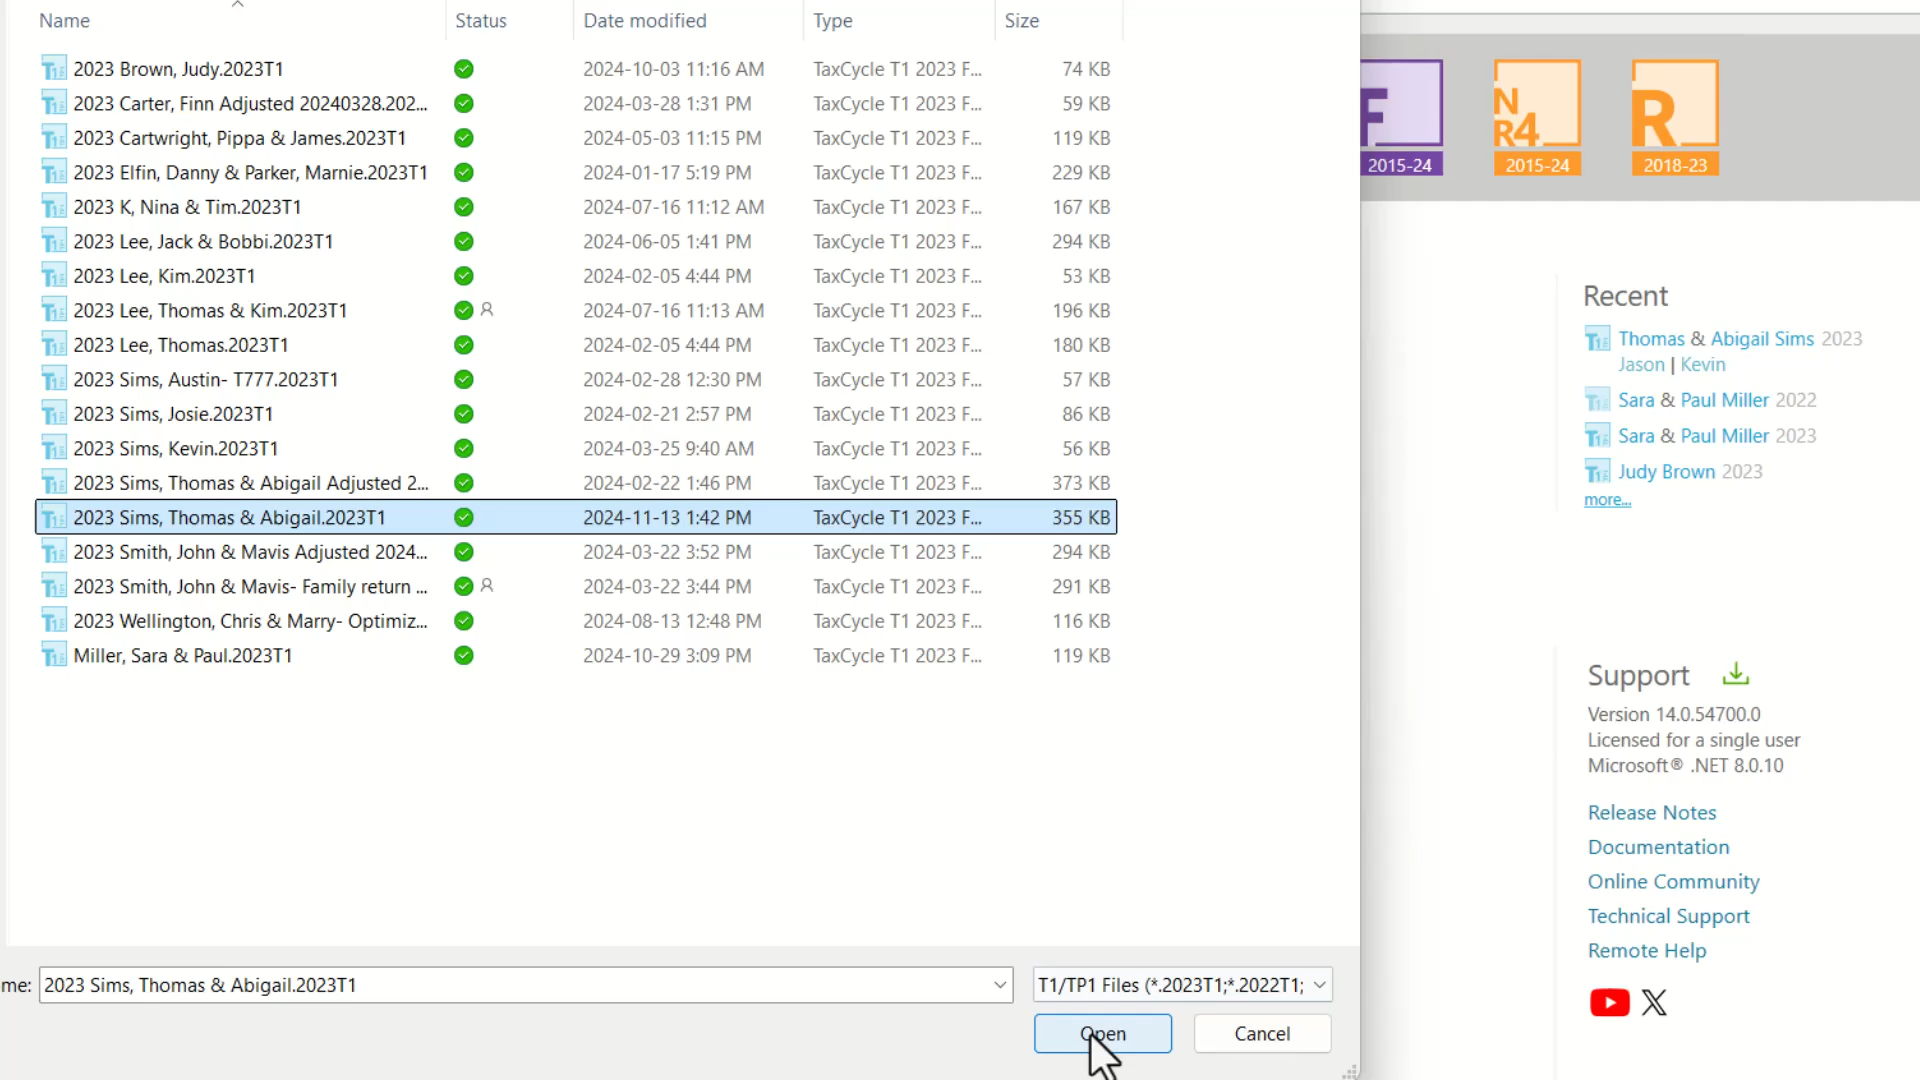 Name Status Date modified Type Size
2023 Brown, Judy.2023T1 2024-10-03 11:16 AM TaxCycle T1 2023 F... 74 KB
2023 Carter, Finn Adjusted 20240328.202... 2024-03-28 1:31 PM TaxCycle T1 2023 F... 59 KB
2023 Cartwright, Pippa & James.2023T1 2024-05-03 11:15 PM TaxCycle T1 2023 F... 119 KB
2023 Elfin, Danny & Parker, Marnie.2023T1 2024-01-17 5:19 PM TaxCycle T1 2023 F... 229 KB
2023 K, Nina & Tim.2023T1 2024-07-16 11:12 AM TaxCycle T1 2023 F... 167 KB
2023 Lee, Jack & Bobbi.2023T1 2024-06-05 1:41 PM TaxCycle T1 2023 F... 294 KB
2023 Lee, Kim.2023T1 2024-02-05 4:44 PM TaxCycle T1 2023 F... 53 KB
2023 Lee, Thomas & Kim.2023T1 2024-07-16 11:13 AM TaxCycle T1 2023 F... 196 KB
2023 Lee, Thomas.2023T1 2024-02-05 4:44 PM TaxCycle T1 2023 F... 180 KB
2023 Sims, Austin- T777.2023T1 2024-02-28 12:30 PM TaxCycle T1 2023 F... 57 KB
2023 Sims, Josie.2023T1 2024-02-21 2:57 PM TaxCycle T1 2023 F... 86 KB
2023 Sims, Kevin.2023T1 2024-03-25 9:40 AM TaxCycle T1 2023 F... 56 KB
2023 Sims, Thomas & Abigail Adjusted 2... 2024-02-22 1:46 PM TaxCycle T1 2023 F... 373 KB
2023 Sims, Thomas & Abigail.2023T1 2024-11-13 1:42 PM TaxCycle T1 2023 F... 355 KB
2023 Smith, John & Mavis Adjusted 2024... 2024-03-22 3:52 PM TaxCycle T1 2023 F... 294 KB
2023 Smith, John & Mavis- Family return ... 2024-03-22 3:44 PM TaxCycle T1 2023 F... 291 KB
2023 Wellington, Chris & Marry- Optimiz... 2024-08-13 12:48 PM TaxCycle T1 2023 F... 116 KB
Miller, Sara & Paul.2023T1 2024-10-29 3:09 PM TaxCycle T1 2023 F... 119 KB
me: 2023 Sims, Thomas & Abigail.2023T1 T1/TP1 Files (*.2023T1;*.2022T1;
Open Cancel
F NR4 R
2015-24 2015-24 2018-23
Recent
Thomas & Abigail Sims 2023
Jason | Kevin
Sara & Paul Miller 2022
Sara & Paul Miller 2023
Judy Brown 2023
more...
Support
Version 14.0.54700.0
Licensed for a single user
Microsoft® .NET 8.0.10
Release Notes
Documentation
Online Community
Technical Support
Remote Help